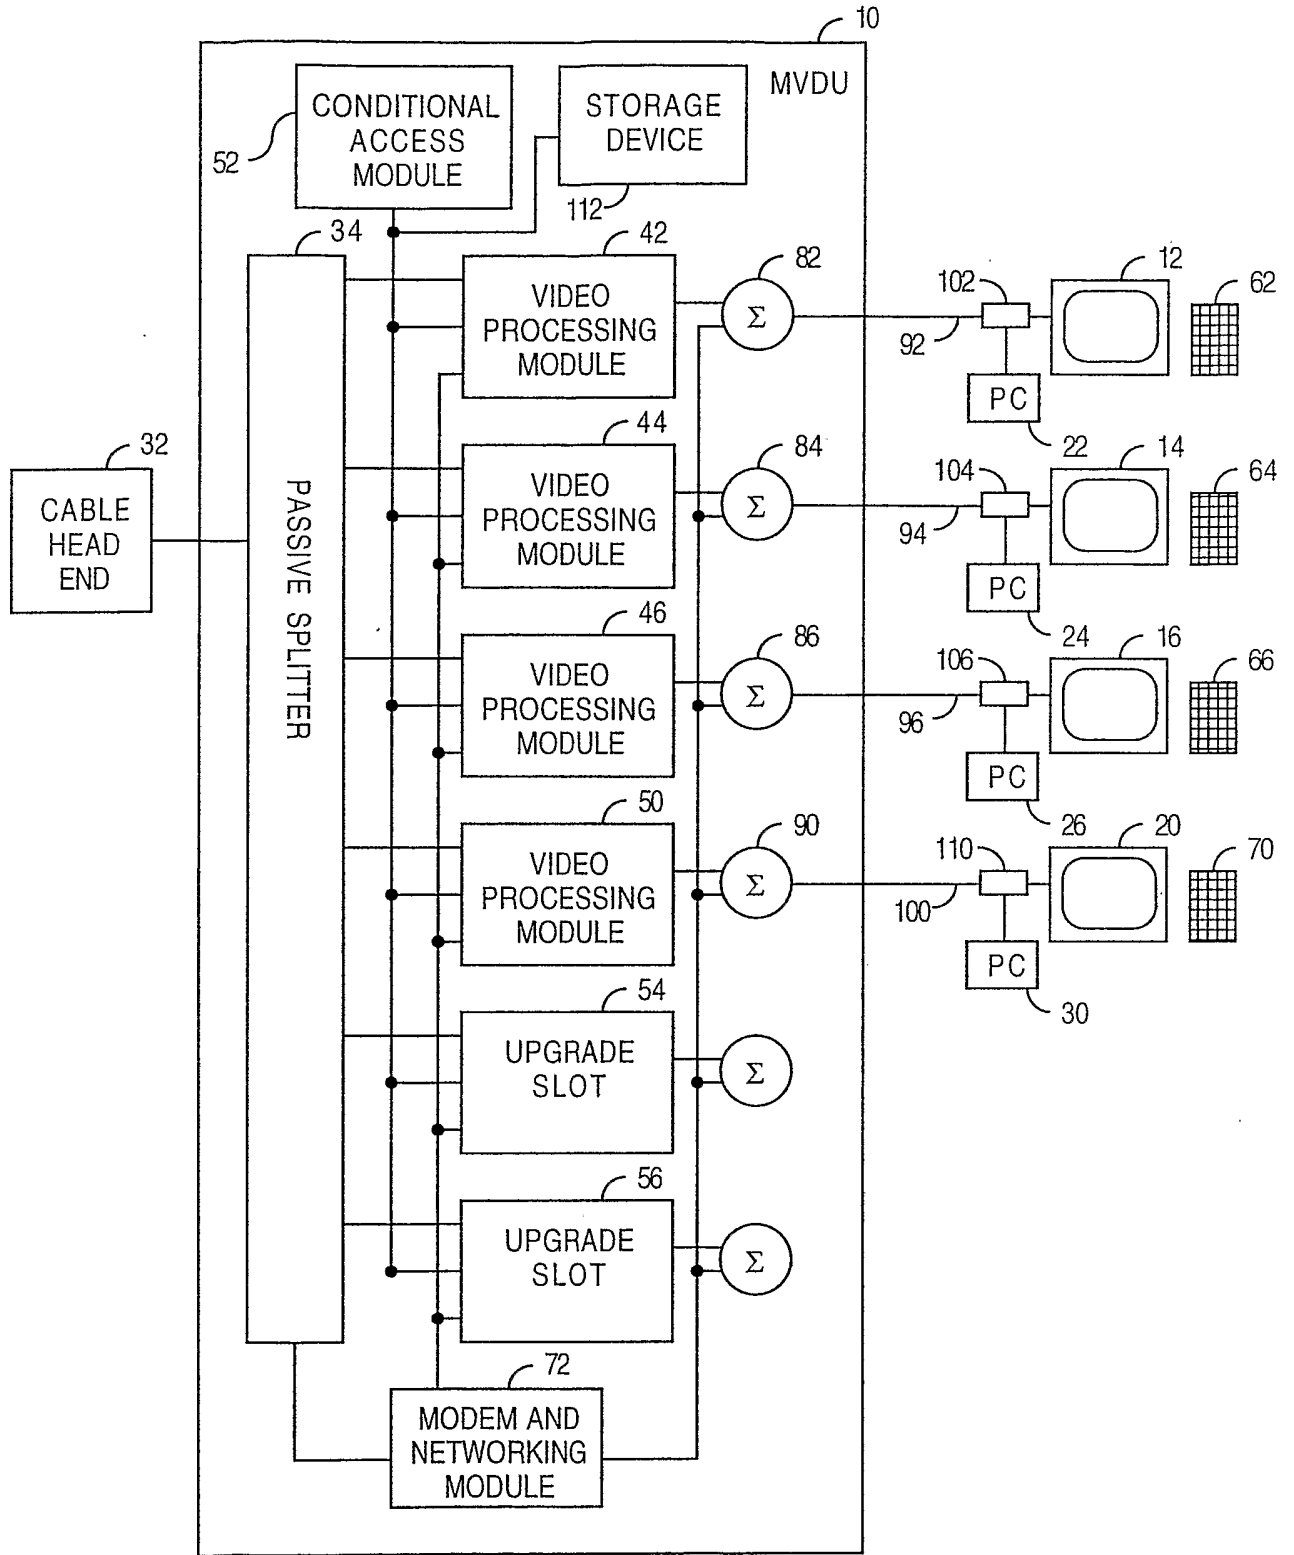 10
MVDU
CONDITIONAL
ACCESS
MODULE
52
STORAGE
DEVICE
112
34
42
82
12
62
102
VIDEO
PROCESSING
MODULE
Σ
92
PC
22
32
CABLE
HEAD
END
PASSIVE SPLITTER
44
84
14
64
104
VIDEO
PROCESSING
MODULE
Σ
94
PC
24
46
86
16
66
106
VIDEO
PROCESSING
MODULE
Σ
96
PC
26
50
90
20
70
110
VIDEO
PROCESSING
MODULE
Σ
100
PC
30
54
UPGRADE
SLOT
Σ
56
UPGRADE
SLOT
Σ
72
MODEM AND
NETWORKING
MODULE